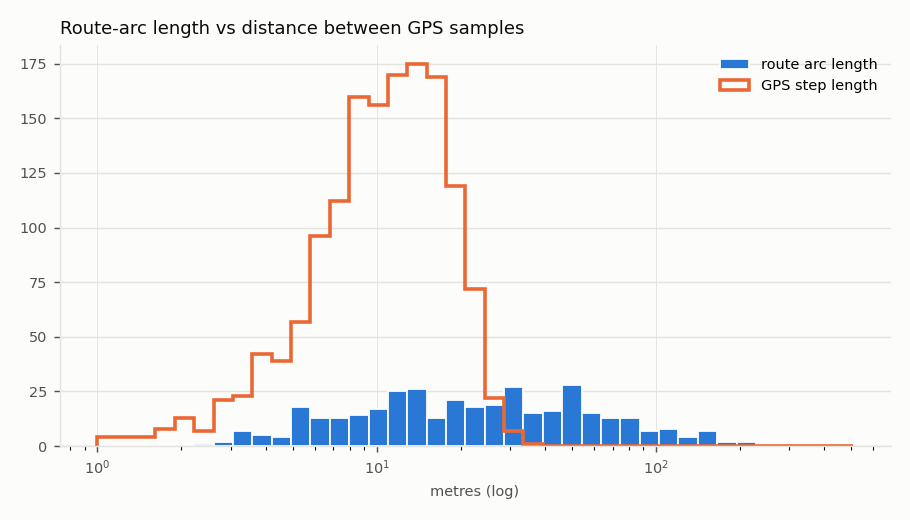 Route-arc length vs distance between GPS samples
route arc length
GPS step length
175
150
125
100
75
50
25
0
10⁰
10¹
10²
metres (log)